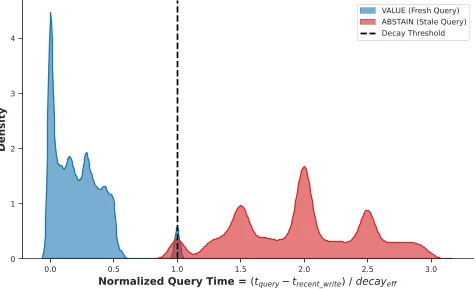 VALUE (Fresh Query)
ABSTAIN (Stale Query)
Decay Threshold
Density
4
3
2
1
0
0.0 0.5 1.0 1.5 2.0 2.5 3.0
Normalized Query Time = (t_query − t_recent_write) / decay_eff